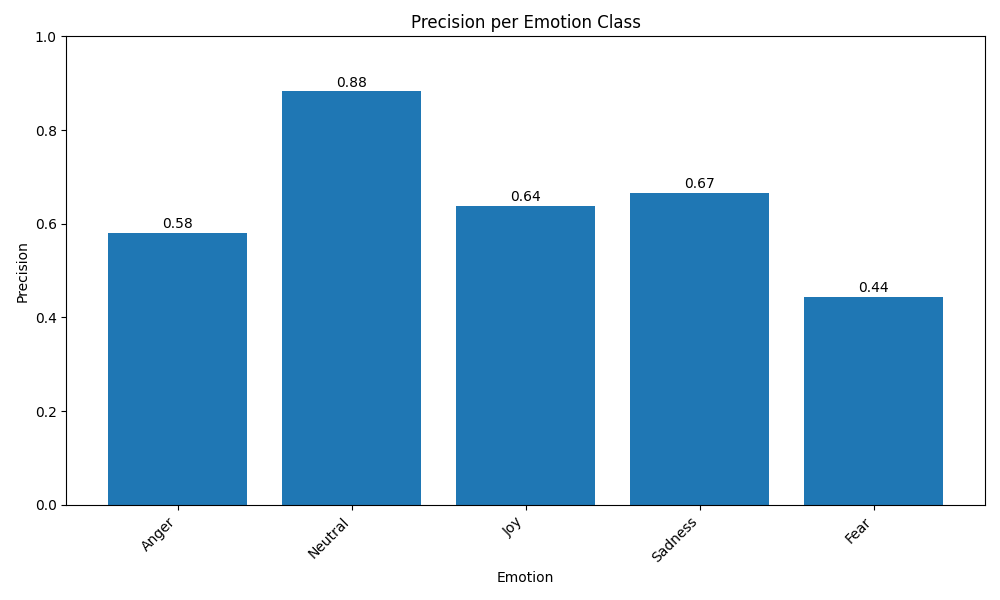 Precision per Emotion Class
1.0
0.8
0.6
0.4
0.2
0.0
Precision
0.58
0.88
0.64
0.67
0.44
Anger
Neutral
Joy
Sadness
Fear
Emotion